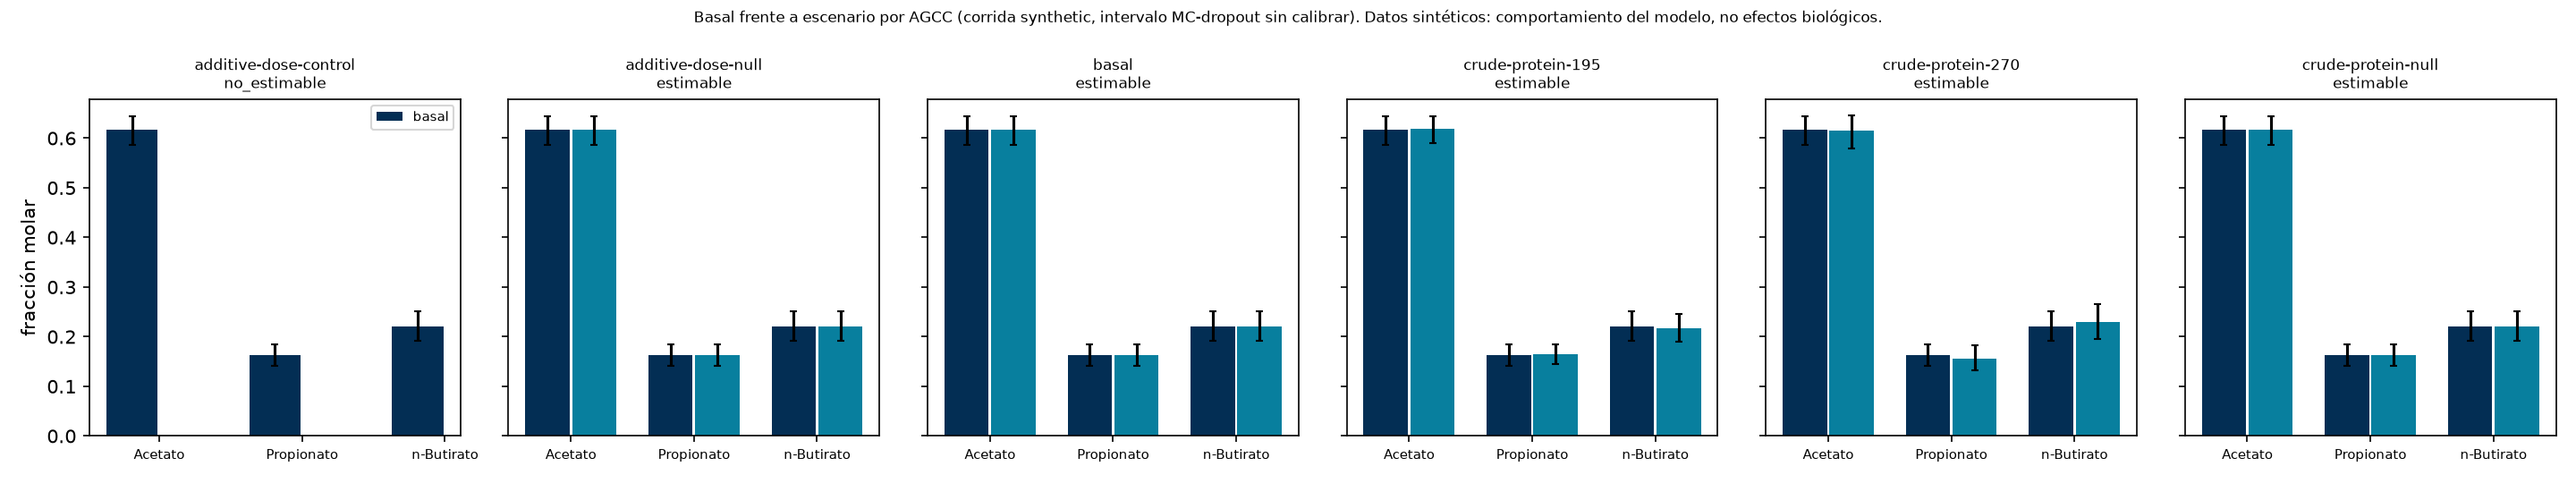 Basal frente a escenario por AGCC (corrida synthetic, intervalo MC-dropout sin calibrar). Datos sintéticos: comportamiento del modelo, no efectos biológicos.
additive-dose-control
no_estimable
additive-dose-null
estimable
basal
estimable
crude-protein-195
estimable
crude-protein-270
estimable
crude-protein-null
estimable
basal
fracción molar
0.6
0.5
0.4
0.3
0.2
0.1
0.0
Acetato Propionato n-Butirato
Acetato Propionato n-Butirato
Acetato Propionato n-Butirato
Acetato Propionato n-Butirato
Acetato Propionato n-Butirato
Acetato Propionato n-Butirato